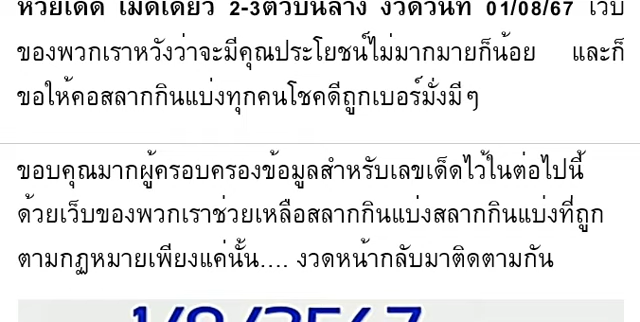 หวยเด็ด เม็ดเดียว 2-3ตัวบนล่าง งวดวันที่ 01/08/67 เว็บ
ของพวกเราหวังว่าจะมีคุณประโยชน์ไม่มากมายก็น้อย และก็
ขอให้คอสลากกินแบ่งทุกคนโชคดีถูกเบอร์มั่งมีๆ
ขอบคุณมากผู้ครอบครองข้อมูลสำหรับเลขเด็ดไว้ในต่อไปนี้
ด้วยเว็บของพวกเราช่วยเหลือสลากกินแบ่งสลากกินแบ่งที่ถูก
ตามกฏหมายเพียงแค่นั้น.... งวดหน้ากลับมาติดตามกัน
1/8/2567